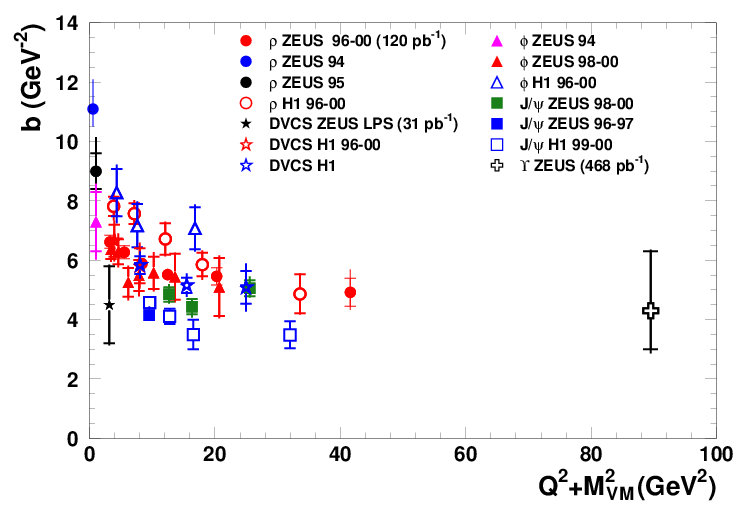 b (GeV⁻²)
14
12
10
8
6
4
2
0
ρ ZEUS 96-00 (120 pb⁻¹)
ρ ZEUS 94
ρ ZEUS 95
ρ H1 96-00
DVCS ZEUS LPS (31 pb⁻¹)
DVCS H1 96-00
DVCS H1
ϕ ZEUS 94
ϕ ZEUS 98-00
ϕ H1 96-00
J/ψ ZEUS 98-00
J/ψ ZEUS 96-97
J/ψ H1 99-00
ϒ ZEUS (468 pb⁻¹)
0 20 40 60 80 100
Q²+M²VM(GeV²)